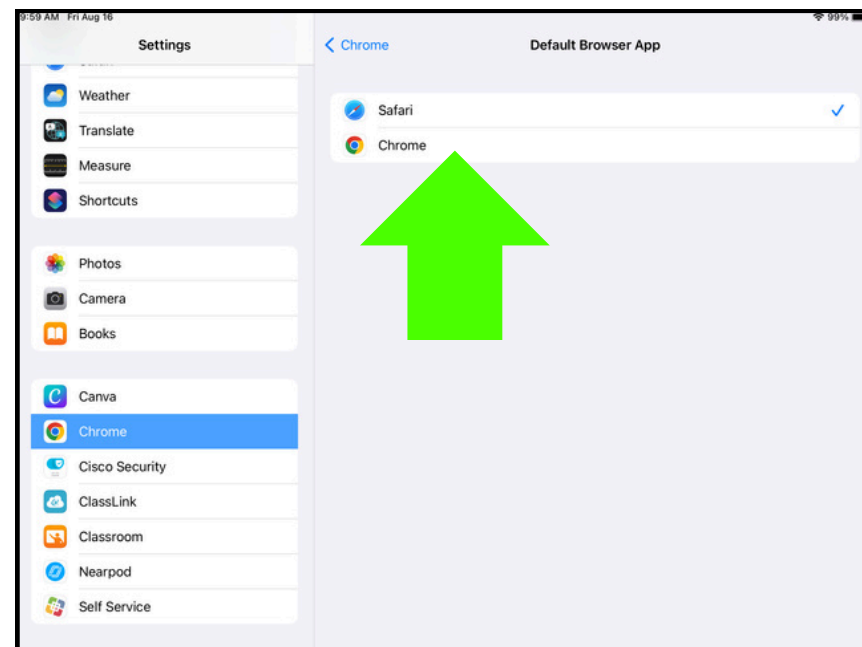 9:59 AM Fri Aug 16
99%
Settings
Weather
Translate
Measure
Shortcuts
Photos
Camera
Books
Canva
Chrome
Cisco Security
ClassLink
Classroom
Nearpod
Self Service
Chrome
Default Browser App
Safari
Chrome